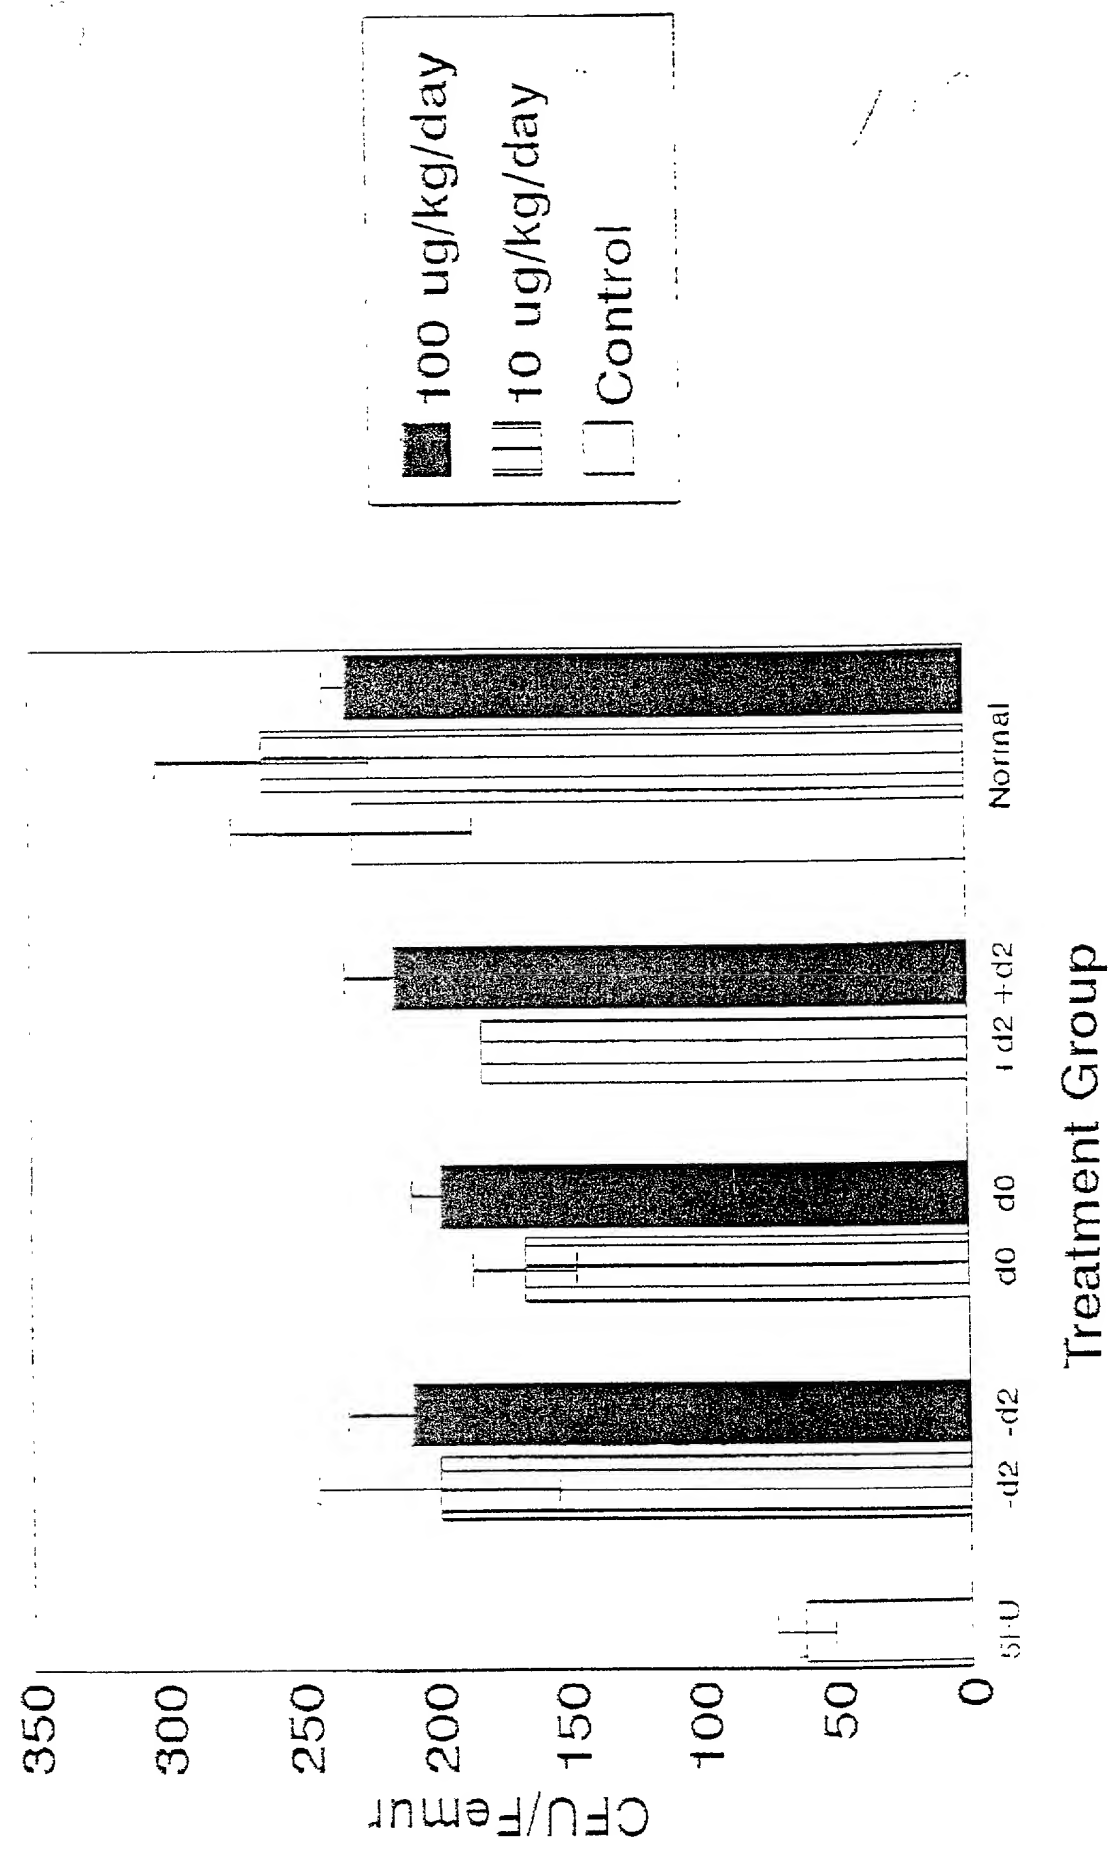 CFU/Femur
350
300
250
200
150
100
50
0
5FU
-d2 -d2
d0 d0
+d2 +d2
Normal
Treatment Group
100 ug/kg/day
10 ug/kg/day
Control